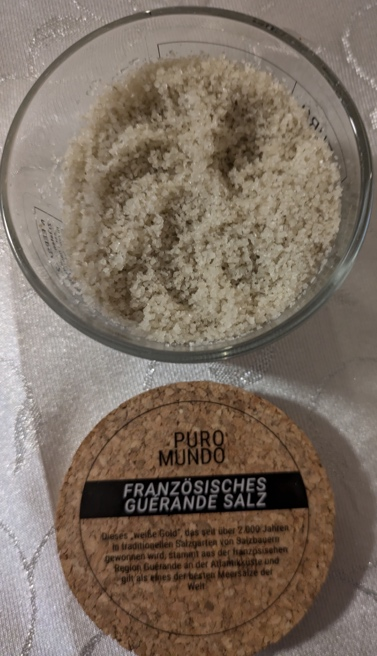 PURO
MUNDO
FRANZÖSISCHES
GUÉRANDE SALZ
Dieses „weiße Gold", das seit über 2.000 Jahren
in traditionellen Salzgärten von Salzbauern
gewonnen wird, stammt aus der französischen
Region Guérande an der Atlantikküste und
gilt als eines der besten Meersalze der
Welt.